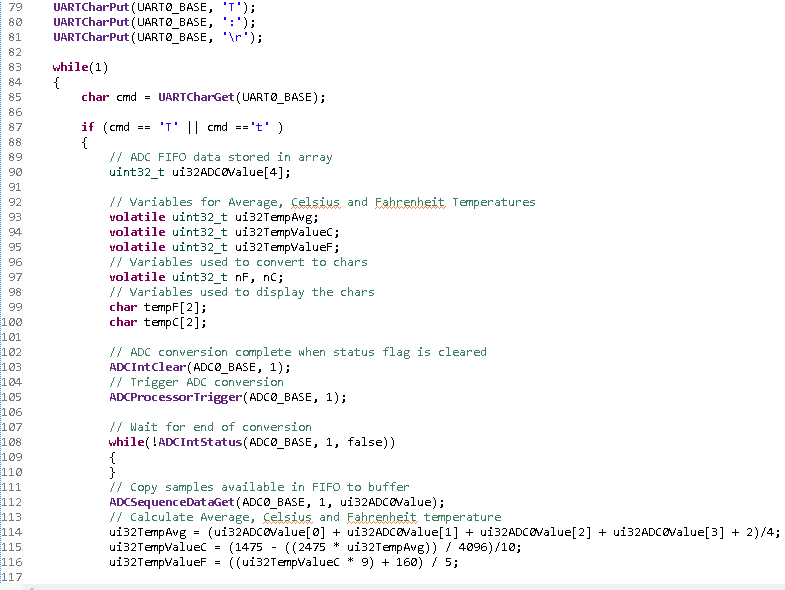 79 UARTCharPut(UART0_BASE, 'T');
80 UARTCharPut(UART0_BASE, ':');
81 UARTCharPut(UART0_BASE, '\r');
82
83 while(1)
84 {
85 char cmd = UARTCharGet(UART0_BASE);
86
87 if (cmd == 'T' || cmd =='t' )
88 {
89 // ADC FIFO data stored in array
90 uint32_t ui32ADC0Value[4];
91
92 // Variables for Average, Celsius and Fahrenheit Temperatures
93 volatile uint32_t ui32TempAvg;
94 volatile uint32_t ui32TempValueC;
95 volatile uint32_t ui32TempValueF;
96 // Variables used to convert to chars
97 volatile uint32_t nF, nC;
98 // Variables used to display the chars
99 char tempF[2];
100 char tempC[2];
101
102 // ADC conversion complete when status flag is cleared
103 ADCIntClear(ADC0_BASE, 1);
104 // Trigger ADC conversion
105 ADCProcessorTrigger(ADC0_BASE, 1);
106
107 // Wait for end of conversion
108 while(!ADCIntStatus(ADC0_BASE, 1, false))
109 {
110 }
111 // Copy samples available in FIFO to buffer
112 ADCSequenceDataGet(ADC0_BASE, 1, ui32ADC0Value);
113 // Calculate Average, Celsius and Fahrenheit temperature
114 ui32TempAvg = (ui32ADC0Value[0] + ui32ADC0Value[1] + ui32ADC0Value[2] + ui32ADC0Value[3] + 2)/4;
115 ui32TempValueC = (1475 - ((2475 * ui32TempAvg)) / 4096)/10;
116 ui32TempValueF = ((ui32TempValueC * 9) + 160) / 5;
117